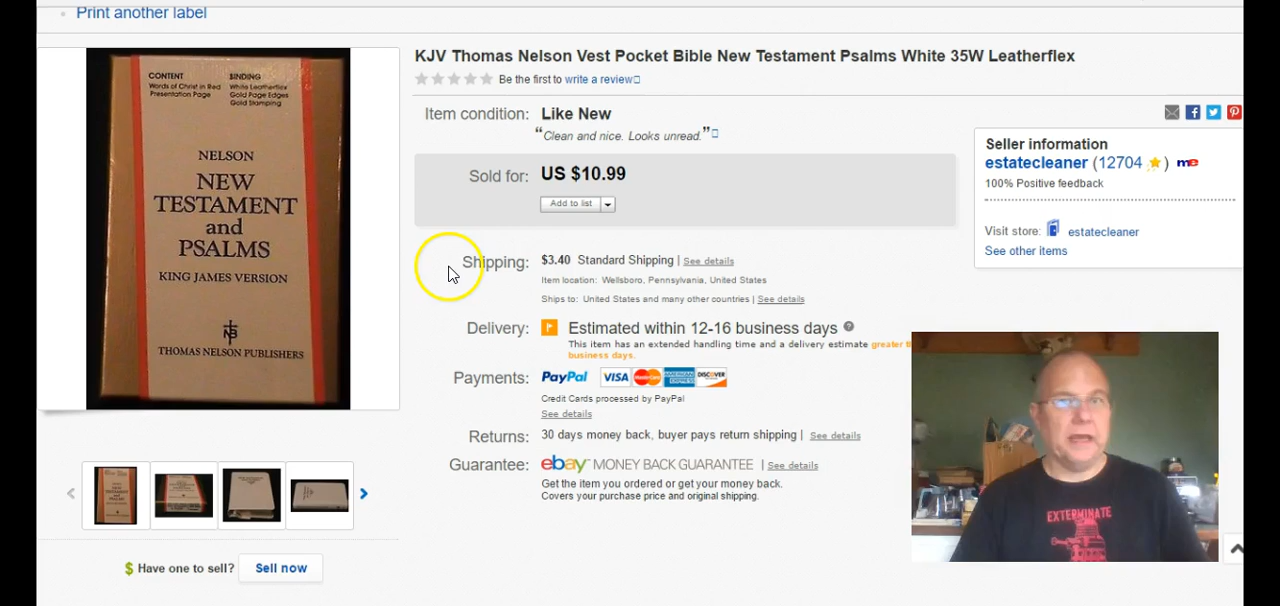 Print another label
CONTENT
Words of Christ in Red
Presentation Page
BINDING
White Leatherflex
Gold Page Edges
Gold Stamping
NELSON
NEW
TESTAMENT
and
PSALMS
KING JAMES VERSION
THOMAS NELSON PUBLISHERS
Have one to sell? Sell now
KJV Thomas Nelson Vest Pocket Bible New Testament Psalms White 35W Leatherflex
Be the first to write a review
Item condition: Like New
“Clean and nice. Looks unread.”
Sold for: US $10.99
Add to list
Shipping: $3.40 Standard Shipping | See details
Item location: Wellsboro, Pennsylvania, United States
Ships to: United States and many other countries | See details
Delivery: Estimated within 12-16 business days
This item has an extended handling time and a delivery estimate greater
business days.
Payments: PayPal VISA MasterCard AMERICAN EXPRESS DISCOVER
Credit Cards processed by PayPal
See details
Returns: 30 days money back, buyer pays return shipping | See details
Guarantee: ebay MONEY BACK GUARANTEE | See details
Get the item you ordered or get your money back.
Covers your purchase price and original shipping.
Seller information
estatecleaner (12704 ) me
100% Positive feedback
Visit store: estatecleaner
See other items
EXTERMINATE